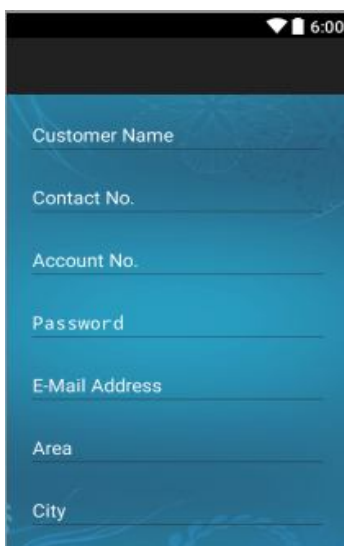 6:00
Customer Name
Contact No.
Account No.
Password
E-Mail Address
Area
City